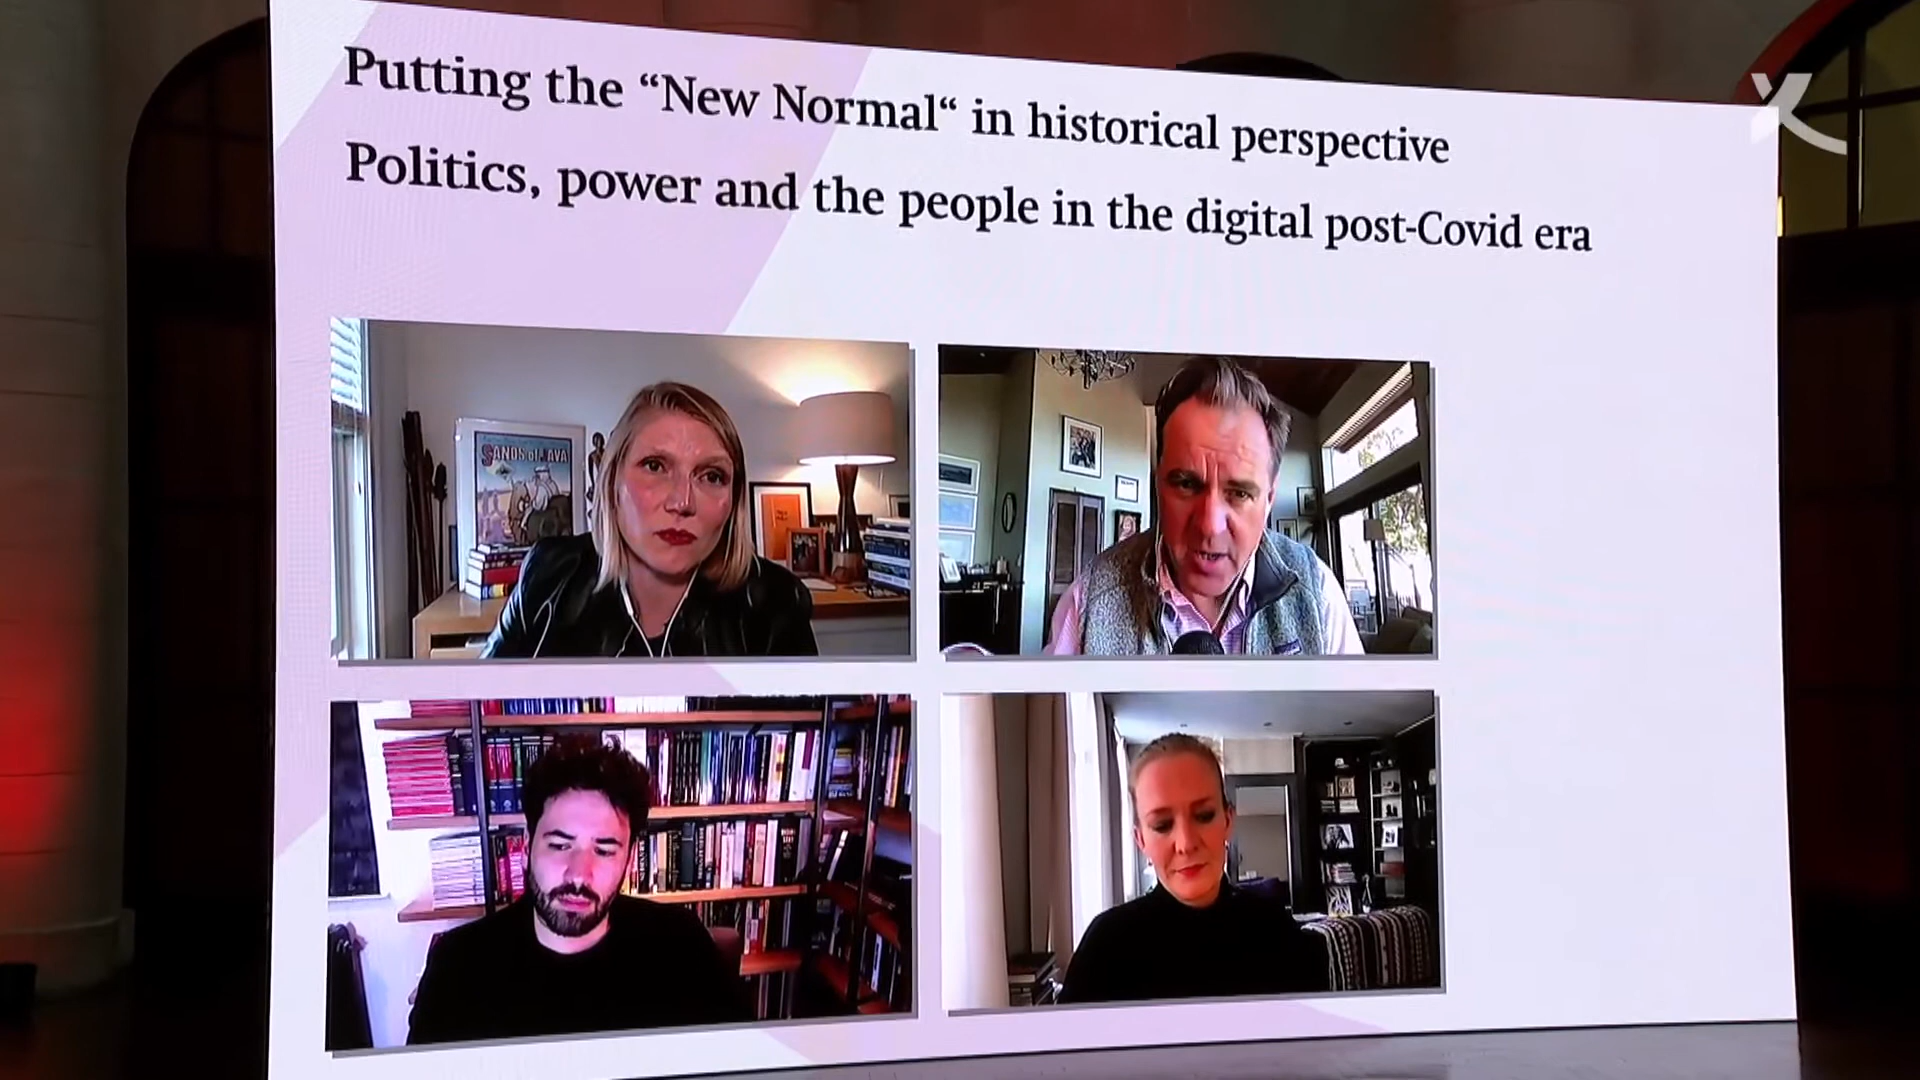 Putting the “New Normal“ in historical perspective
Politics, power and the people in the digital post-Covid era
SANDS of JAVA